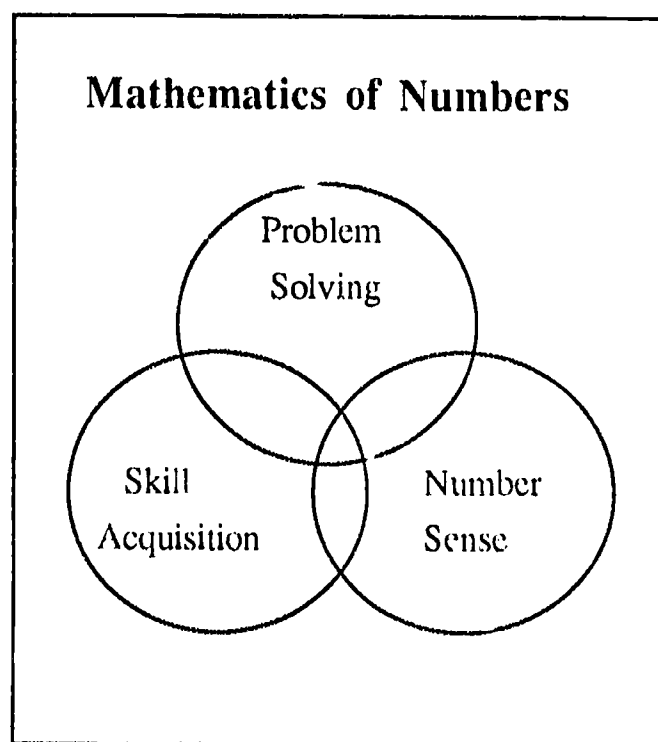 Mathematics of Numbers
Problem
Solving
Skill
Acquisition
Number
Sense